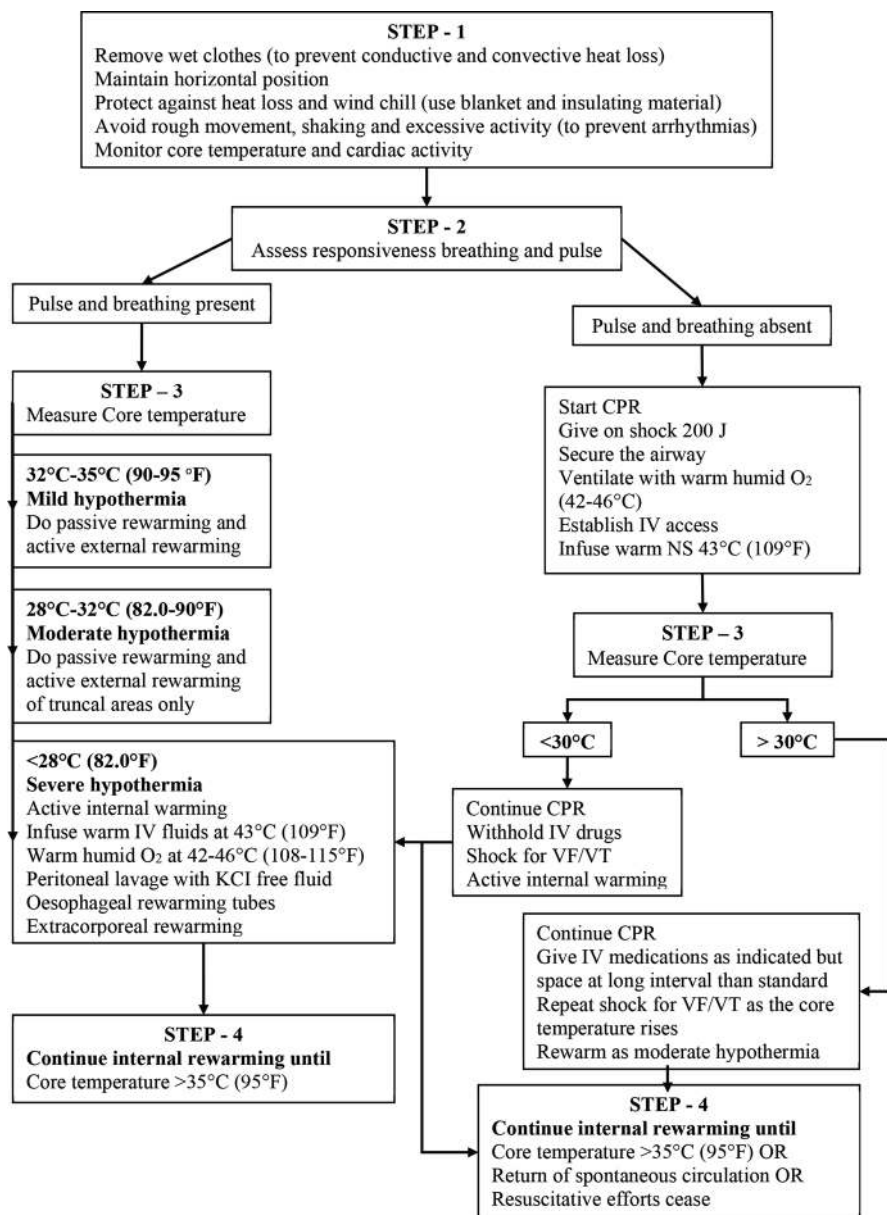 STEP - 1
Remove wet clothes (to prevent conductive and convective heat loss)
Maintain horizontal position
Protect against heat loss and wind chill (use blanket and insulating material)
Avoid rough movement, shaking and excessive activity (to prevent arrhythmias)
Monitor core temperature and cardiac activity
STEP - 2
Assess responsiveness breathing and pulse
Pulse and breathing present
Pulse and breathing absent
STEP – 3
Measure Core temperature
32°C-35°C (90-95 °F)
Mild hypothermia
Do passive rewarming and
active external rewarming
28°C-32°C (82.0-90°F)
Moderate hypothermia
Do passive rewarming and
active external rewarming
of truncal areas only
<28°C (82.0°F)
Severe hypothermia
Active internal warming
Infuse warm IV fluids at 43°C (109°F)
Warm humid O₂ at 42-46°C (108-115°F)
Peritoneal lavage with KCI free fluid
Oesophageal rewarming tubes
Extracorporeal rewarming
STEP - 4
Continue internal rewarming until
Core temperature >35°C (95°F)
Start CPR
Give on shock 200 J
Secure the airway
Ventilate with warm humid O₂
(42-46°C)
Establish IV access
Infuse warm NS 43°C (109°F)
STEP – 3
Measure Core temperature
<30°C
> 30°C
Continue CPR
Withhold IV drugs
Shock for VF/VT
Active internal warming
Continue CPR
Give IV medications as indicated but
space at long interval than standard
Repeat shock for VF/VT as the core
temperature rises
Rewarm as moderate hypothermia
STEP - 4
Continue internal rewarming until
Core temperature >35°C (95°F) OR
Return of spontaneous circulation OR
Resuscitative efforts cease